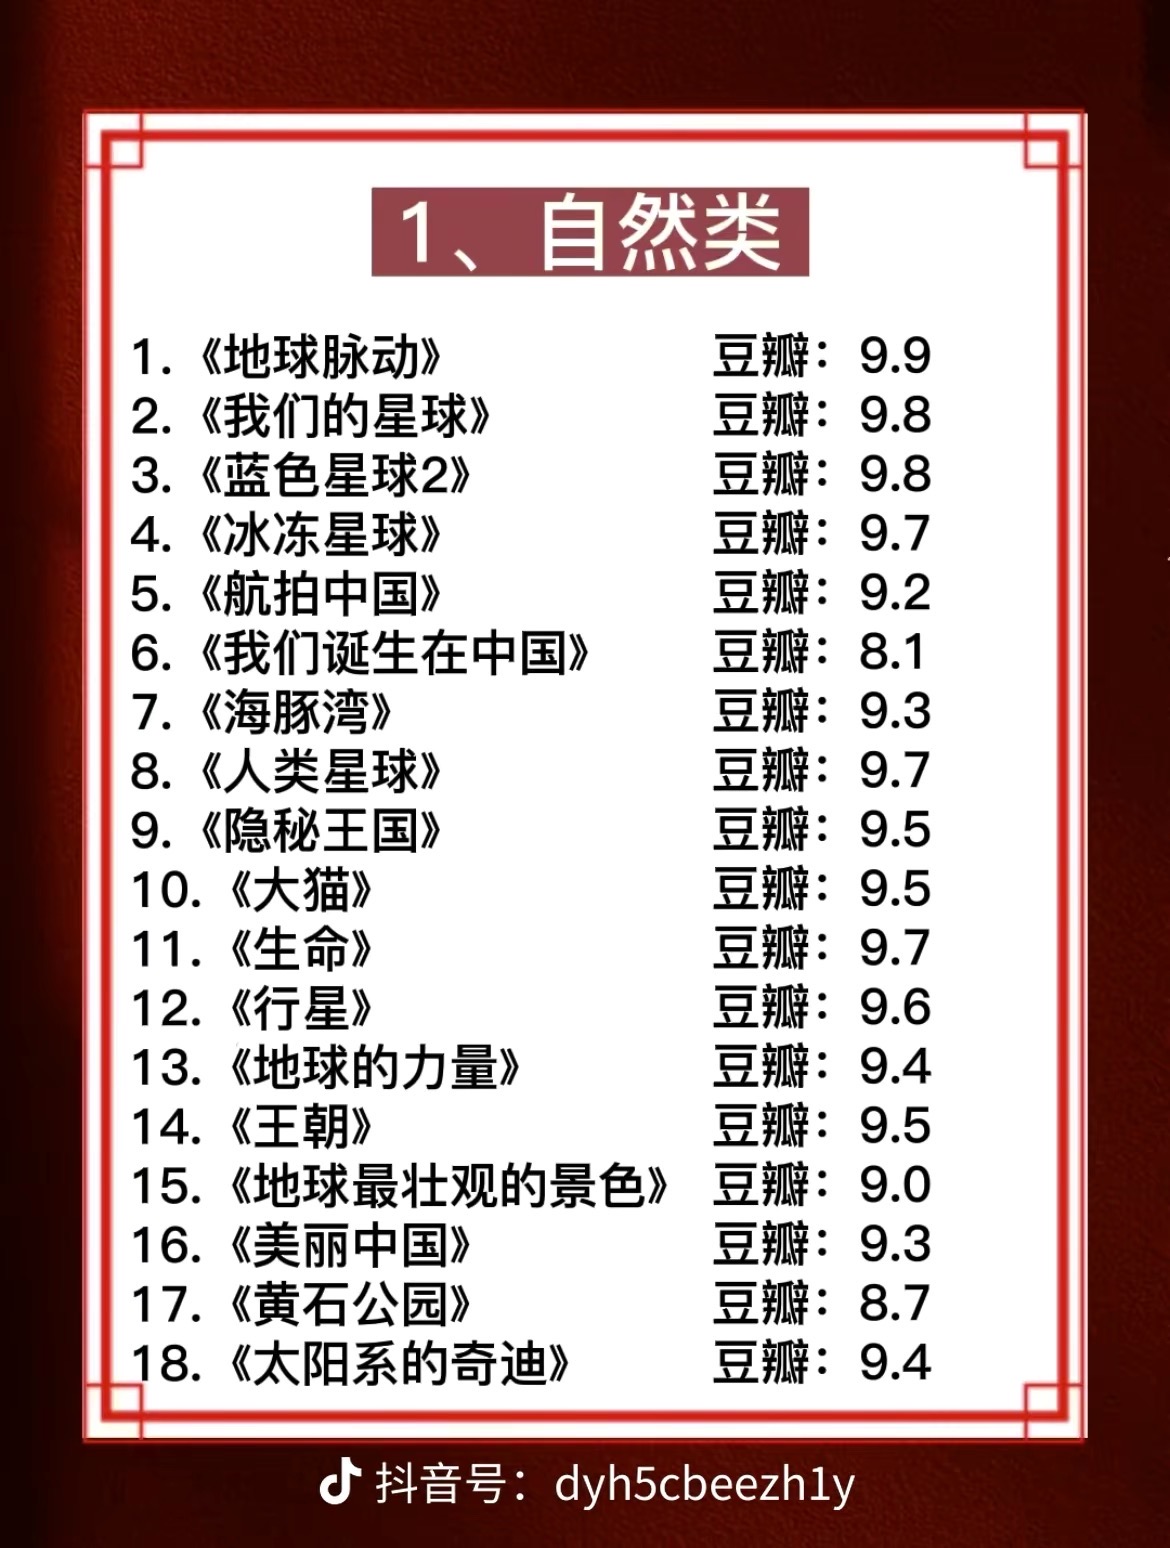 1、自然类
1.《地球脉动》 豆瓣：9.9
2.《我们的星球》 豆瓣：9.8
3.《蓝色星球2》 豆瓣：9.8
4.《冰冻星球》 豆瓣：9.7
5.《航拍中国》 豆瓣：9.2
6.《我们诞生在中国》 豆瓣：8.1
7.《海豚湾》 豆瓣：9.3
8.《人类星球》 豆瓣：9.7
9.《隐秘王国》 豆瓣：9.5
10.《大猫》 豆瓣：9.5
11.《生命》 豆瓣：9.7
12.《行星》 豆瓣：9.6
13.《地球的力量》 豆瓣：9.4
14.《王朝》 豆瓣：9.5
15.《地球最壮观的景色》 豆瓣：9.0
16.《美丽中国》 豆瓣：9.3
17.《黄石公园》 豆瓣：8.7
18.《太阳系的奇迪》 豆瓣：9.4
抖音号：dyh5cbeezh1y